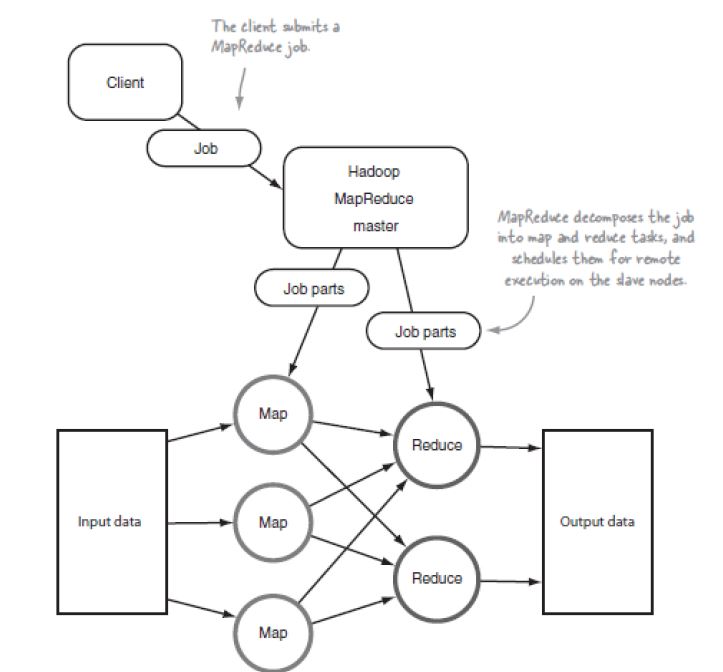 The client submits a
MapReduce job.
Client
Job
Hadoop
MapReduce
master
MapReduce decomposes the job
into map and reduce tasks, and
schedules them for remote
execution on the slave nodes.
Job parts
Job parts
Map
Reduce
Input data
Map
Output data
Reduce
Map